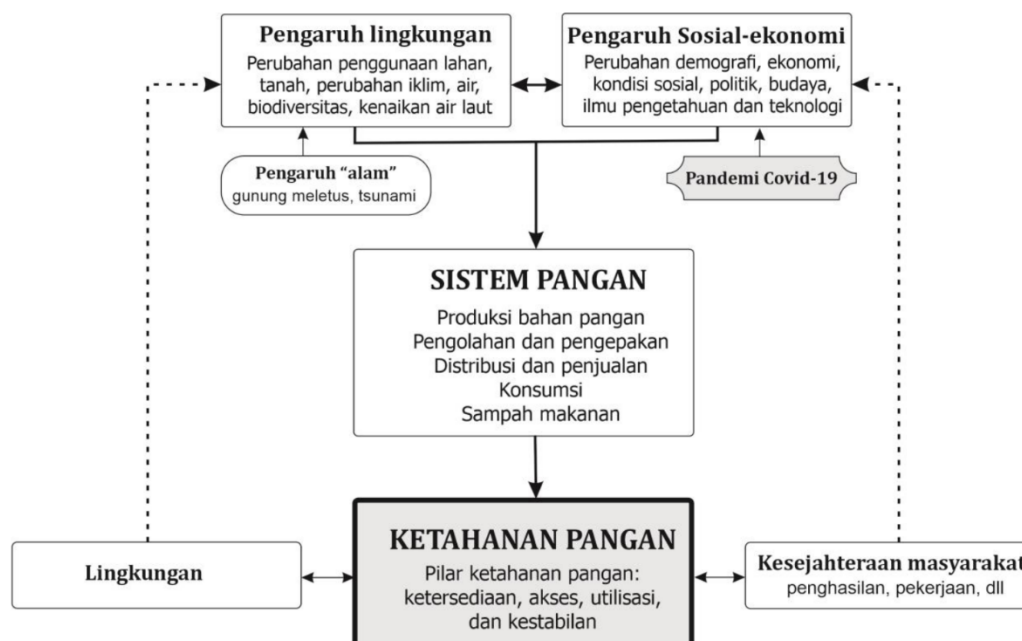 Pengaruh lingkungan
Perubahan penggunaan lahan,
tanah, perubahan iklim, air,
biodiversitas, kenaikan air laut
Pengaruh Sosial-ekonomi
Perubahan demografi, ekonomi,
kondisi sosial, politik, budaya,
ilmu pengetahuan dan teknologi
Pengaruh “alam”
gunung meletus, tsunami
Pandemi Covid-19
SISTEM PANGAN
Produksi bahan pangan
Pengolahan dan pengepakan
Distribusi dan penjualan
Konsumsi
Sampah makanan
Lingkungan
KETAHANAN PANGAN
Pilar ketahanan pangan:
ketersediaan, akses, utilisasi,
dan kestabilan
Kesejahteraan masyarakat
penghasilan, pekerjaan, dll